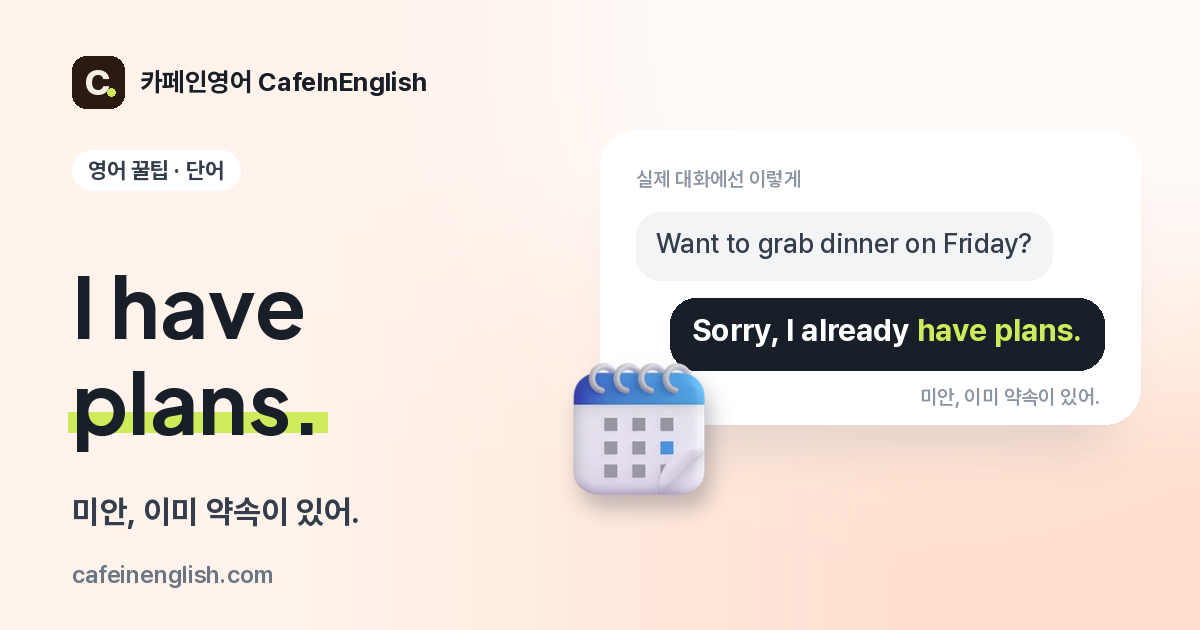 C
카페인영어 CafeInEnglish
영어 꿀팁 · 단어
I have
plans.
미안, 이미 약속이 있어.
cafeinenglish.com
실제 대화에선 이렇게
Want to grab dinner on Friday?
Sorry, I already have plans.
미안, 이미 약속이 있어.